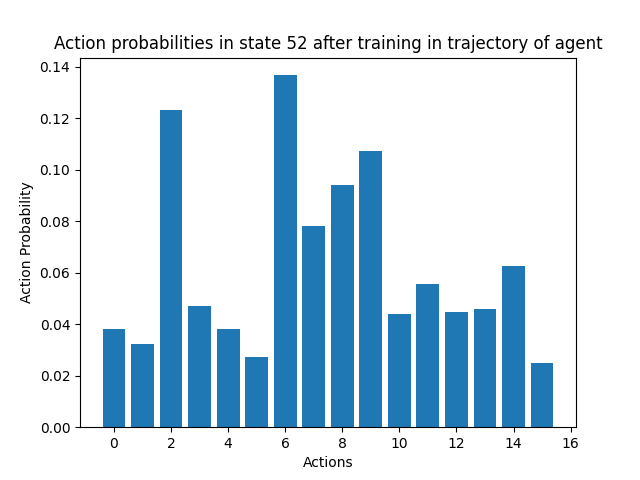 Action probabilities in state 52 after training in trajectory of agent
0.14
0.12
0.10
0.08
0.06
0.04
0.02
0.00
Action Probability
0 2 4 6 8 10 12 14 16
Actions